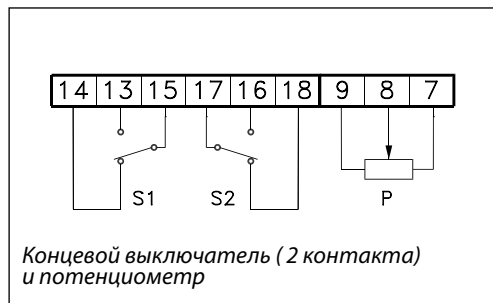 14 13 15 17 16 18 9 8 7
S1 S2 P
Концевой выключатель ( 2 контакта)
и потенциометр